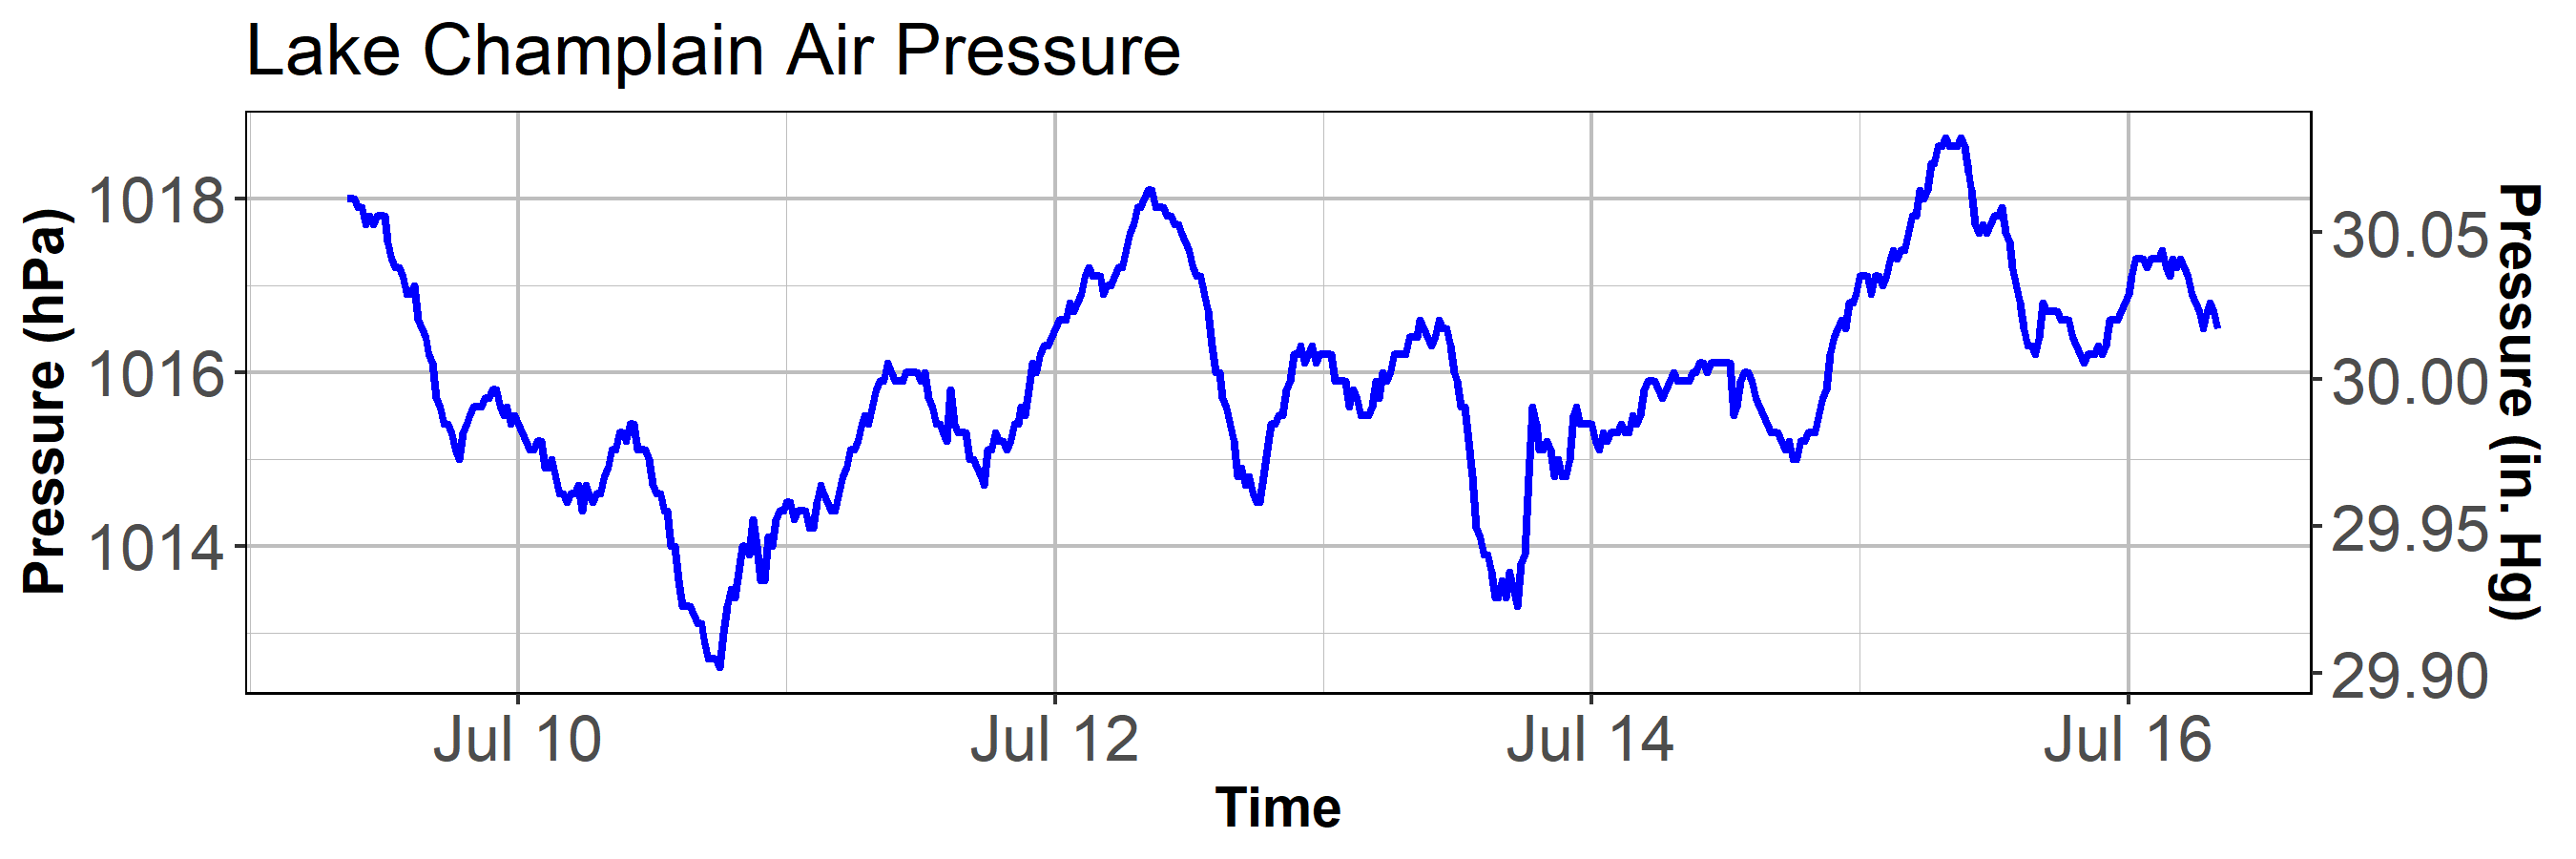 Lake Champlain Air Pressure
Pressure (hPa)
1018
1016
1014
30.05
30.00
29.95
29.90
Pressure (in. Hg)
Jul 10
Jul 12
Jul 14
Jul 16
Time